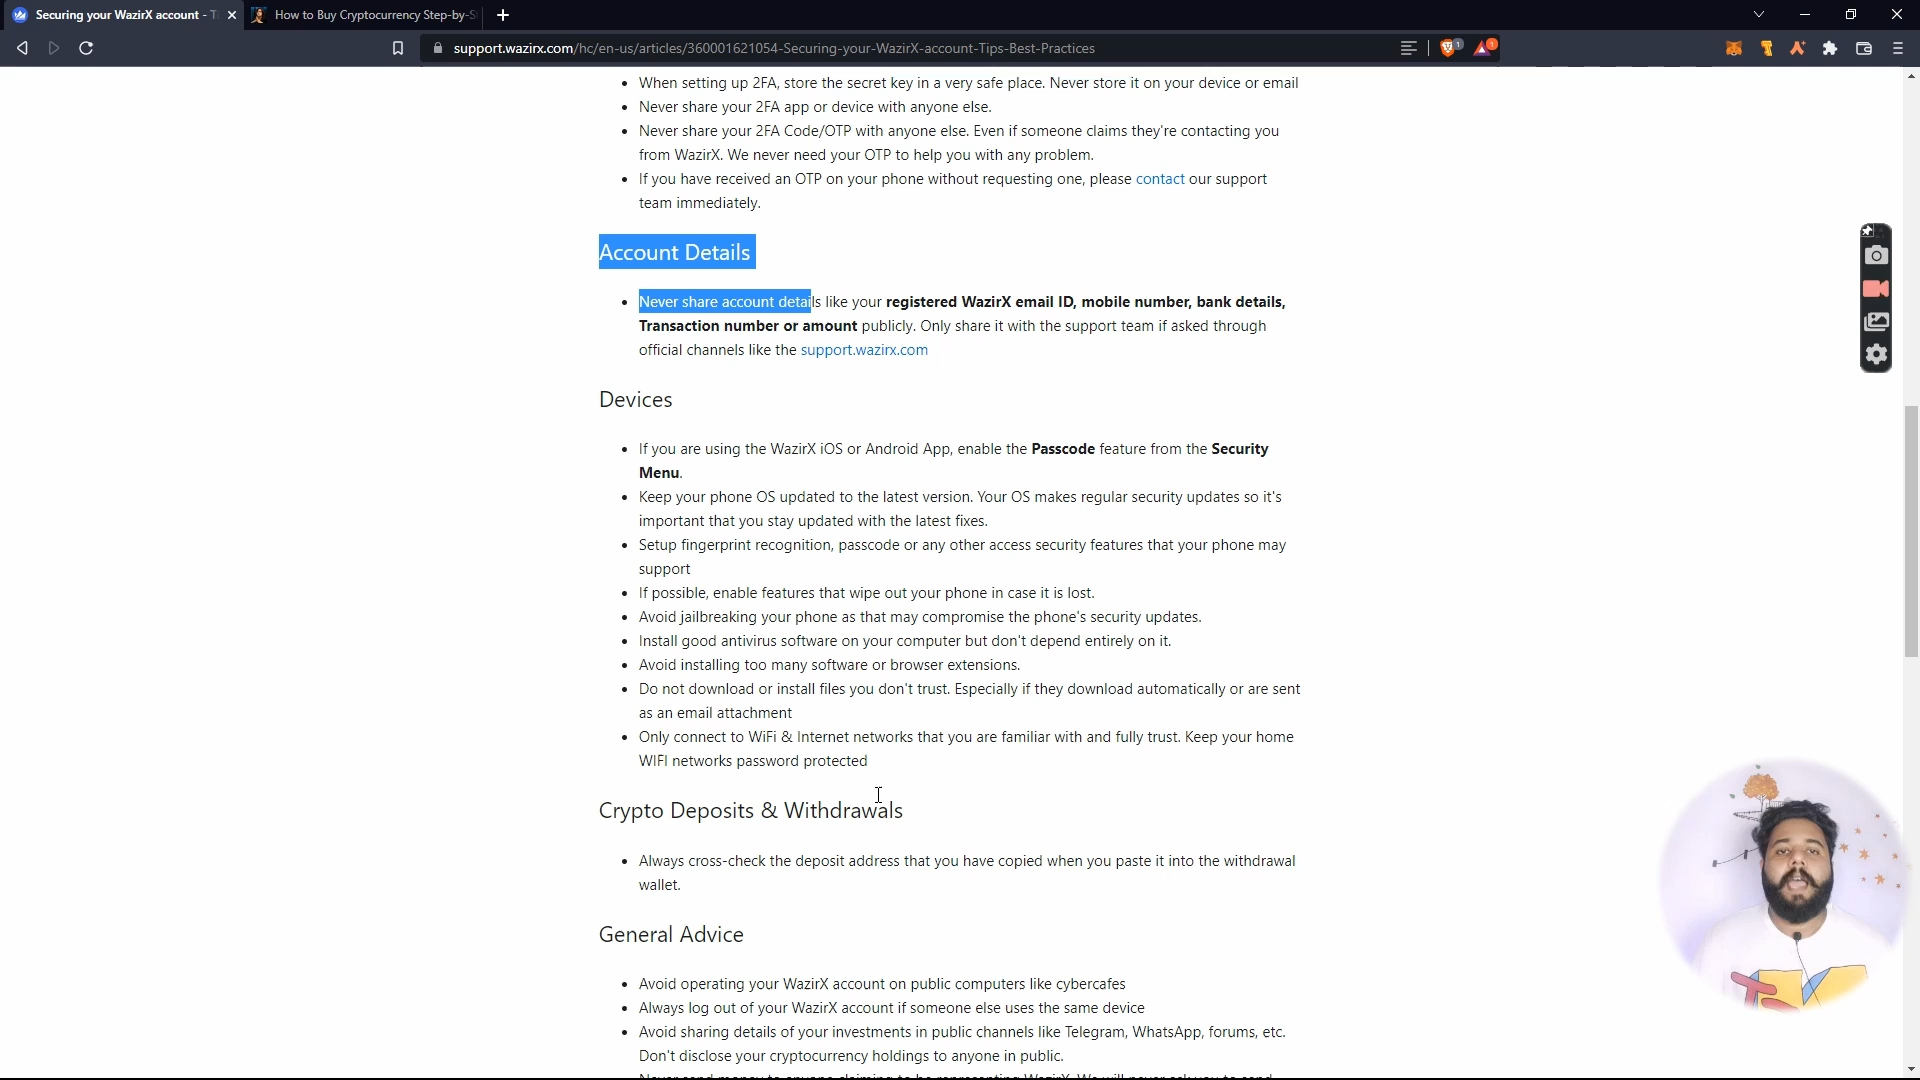 Securing your WazirX account - T
How to Buy Cryptocurrency Step-by-S
support.wazirx.com/hc/en-us/articles/360001621054-Securing-your-WazirX-account-Tips-Best-Practices
1
1
When setting up 2FA, store the secret key in a very safe place. Never store it on your device or email
Never share your 2FA app or device with anyone else.
Never share your 2FA Code/OTP with anyone else. Even if someone claims they're contacting you
from WazirX. We never need your OTP to help you with any problem.
If you have received an OTP on your phone without requesting one, please contact our support
team immediately.
Account Details
Never share account details like your registered WazirX email ID, mobile number, bank details,
Transaction number or amount publicly. Only share it with the support team if asked through
official channels like the support.wazirx.com
Devices
If you are using the WazirX iOS or Android App, enable the Passcode feature from the Security
Menu.
Keep your phone OS updated to the latest version. Your OS makes regular security updates so it's
important that you stay updated with the latest fixes.
Setup fingerprint recognition, passcode or any other access security features that your phone may
support
If possible, enable features that wipe out your phone in case it is lost.
Avoid jailbreaking your phone as that may compromise the phone's security updates.
Install good antivirus software on your computer but don't depend entirely on it.
Avoid installing too many software or browser extensions.
Do not download or install files you don't trust. Especially if they download automatically or are sent
as an email attachment
Only connect to WiFi & Internet networks that you are familiar with and fully trust. Keep your home
WIFI networks password protected
Crypto Deposits & Withdrawals
Always cross-check the deposit address that you have copied when you paste it into the withdrawal
wallet.
General Advice
Avoid operating your WazirX account on public computers like cybercafes
Always log out of your WazirX account if someone else uses the same device
Avoid sharing details of your investments in public channels like Telegram, WhatsApp, forums, etc.
Don't disclose your cryptocurrency holdings to anyone in public.